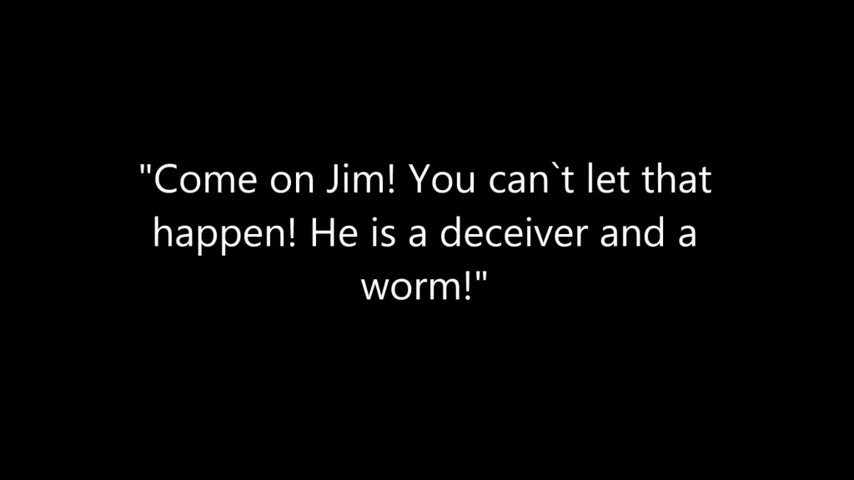 "Come on Jim! You can`t let that
happen! He is a deceiver and a
worm!"